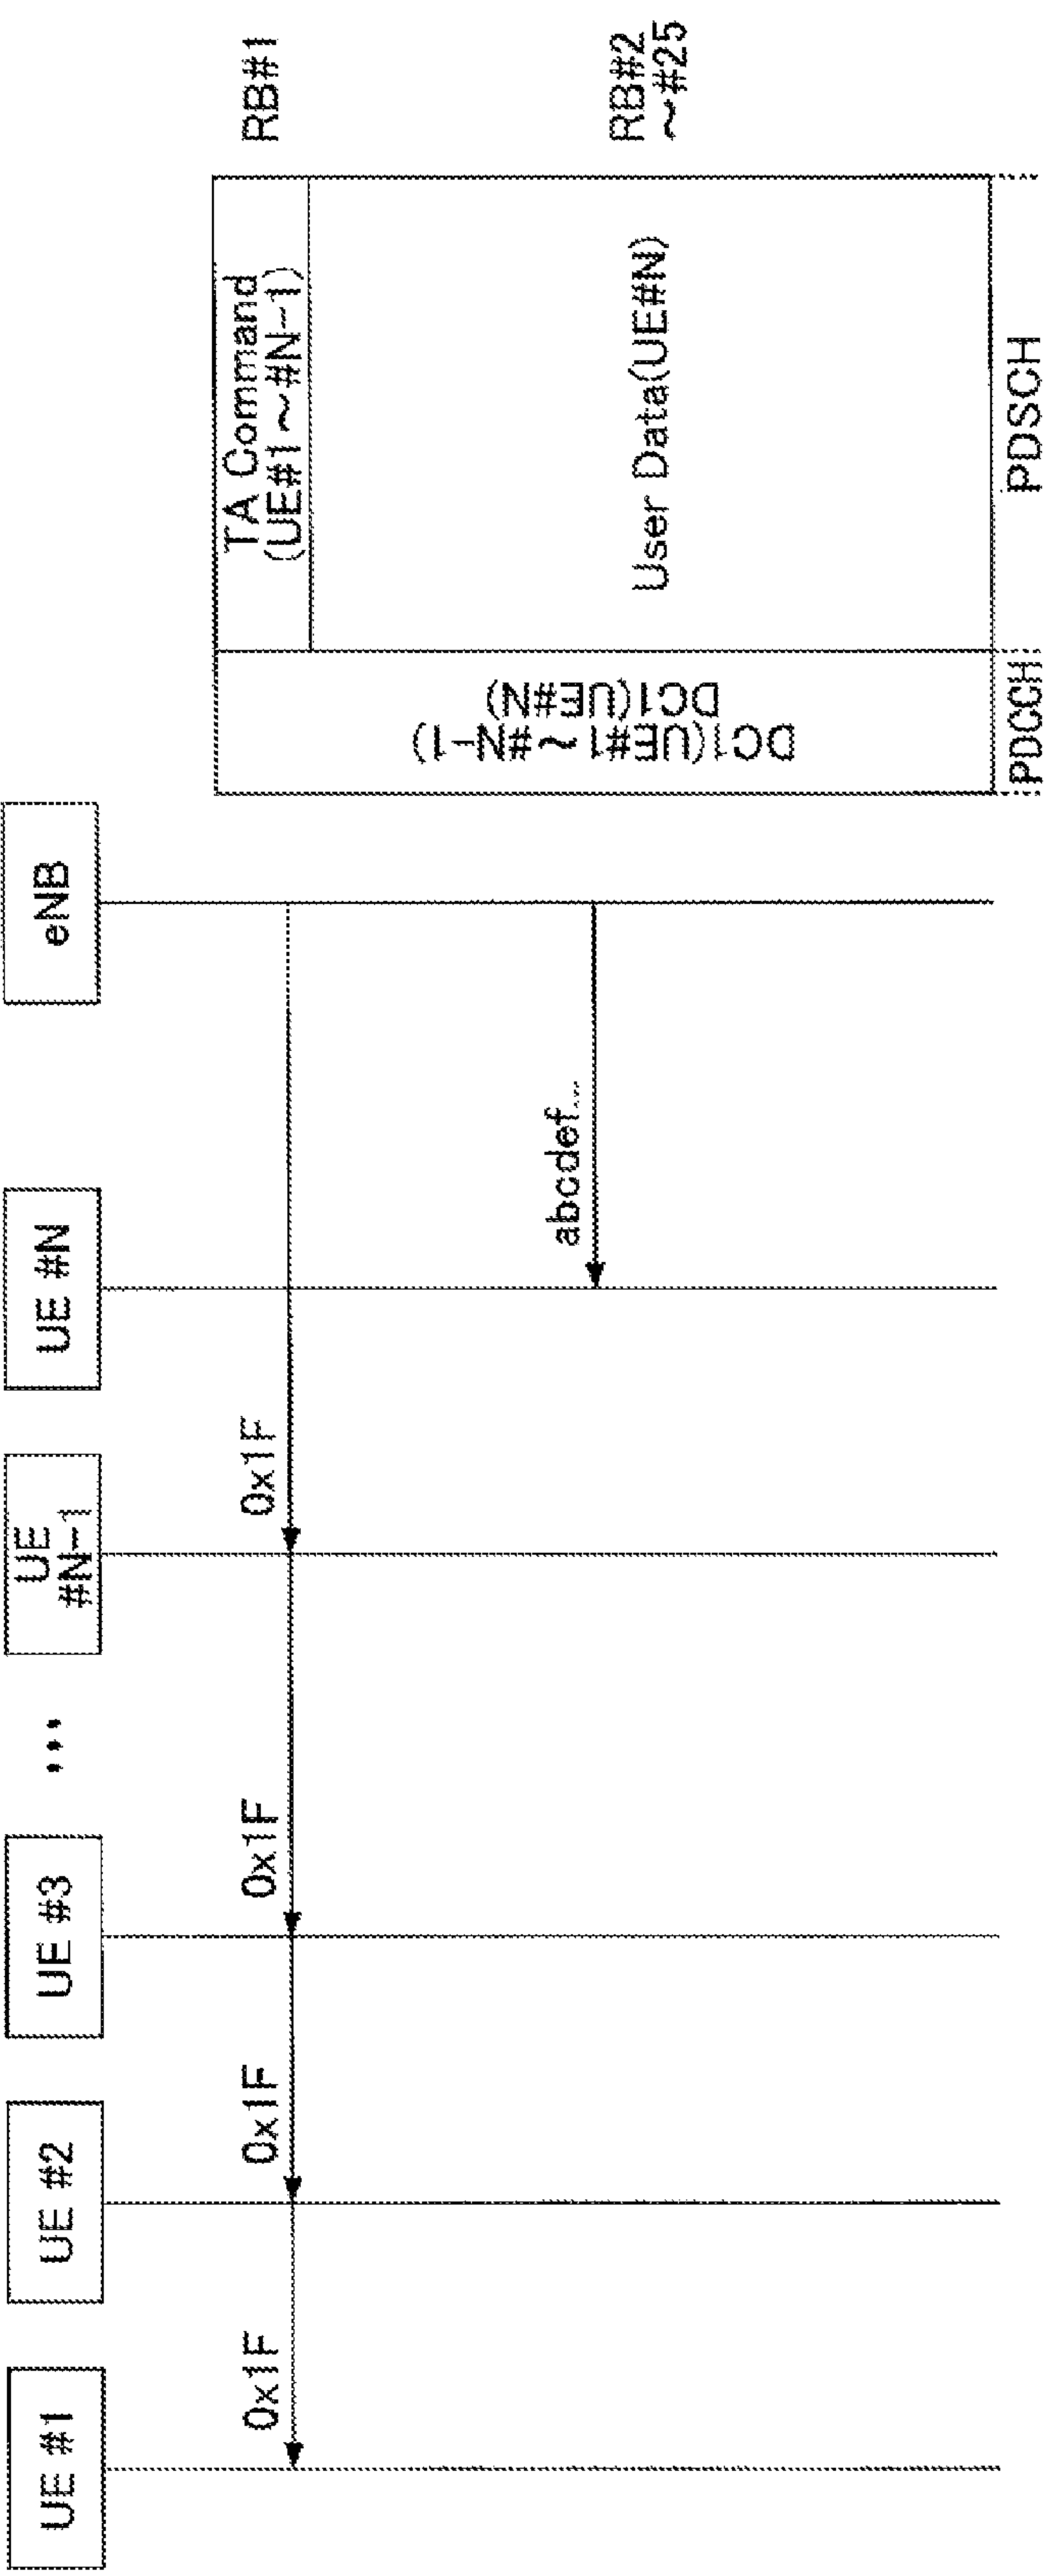 UE #1
UE #2
UE #3
...
UE
#N-1
UE #N
eNB
0x1F
0x1F
0x1F
0x1F
abcdef...
TA Command
(UE#1~#N-1)
RB#1
DC1(UE#1~#N-1)
DC1(UE#N)
User Data(UE#N)
RB#2
~#25
PDCCH
PDSCH